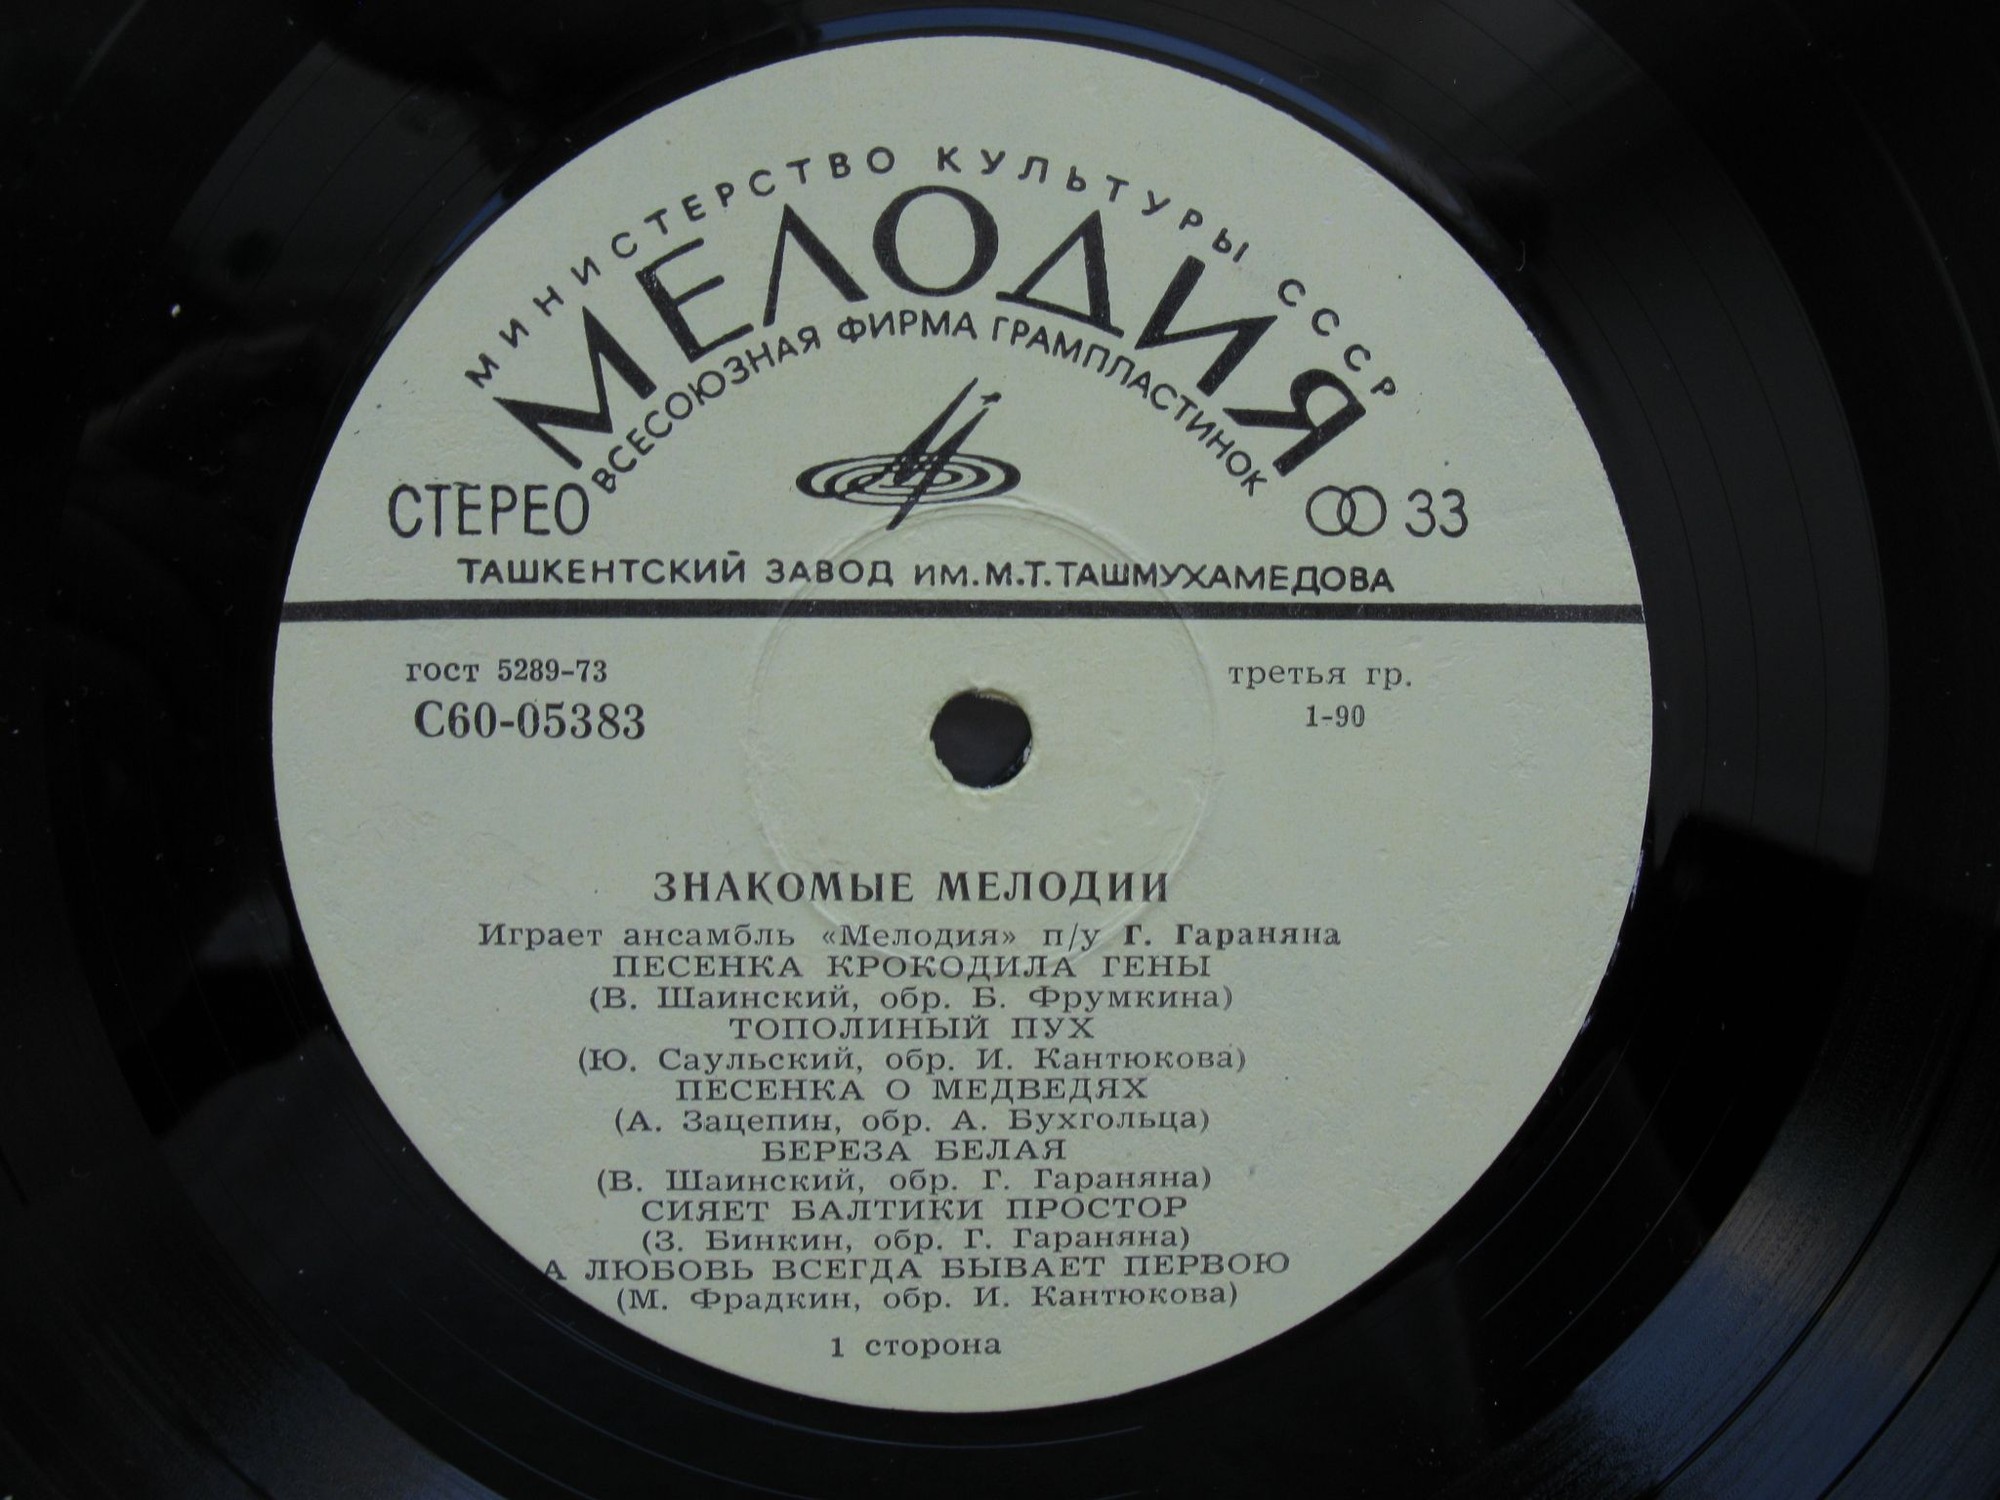 МИНИСТЕРСТВО КУЛЬТУРЫ СССР
МЕЛОДИЯ
ВСЕСОЮЗНАЯ ФИРМА ГРАМПЛАСТИНОК
СТЕРЕО 33
ТАШКЕНТСКИЙ ЗАВОД ИМ.М.Т.ТАШМУХАМЕДОВА
гост 5289-73 третья гр.
С60-05383 1-90
ЗНАКОМЫЕ МЕЛОДИИ
Играет ансамбль «Мелодия» п/у Г. Гараняна
ПЕСЕНКА КРОКОДИЛА ГЕНЫ
(В. Шаинский, обр. Б. Фрумкина)
ТОПОЛИНЫЙ ПУХ
(Ю. Саульский, обр. И. Кантюкова)
ПЕСЕНКА О МЕДВЕДЯХ
(А. Зацепин, обр. А. Бухгольца)
БЕРЕЗА БЕЛАЯ
(В. Шаинский, обр. Г. Гараняна)
СИЯЕТ БАЛТИКИ ПРОСТОР
(З. Бинкин, обр. Г. Гараняна)
А ЛЮБОВЬ ВСЕГДА БЫВАЕТ ПЕРВОЮ
(М. Фрадкин, обр. И. Кантюкова)
1 сторона